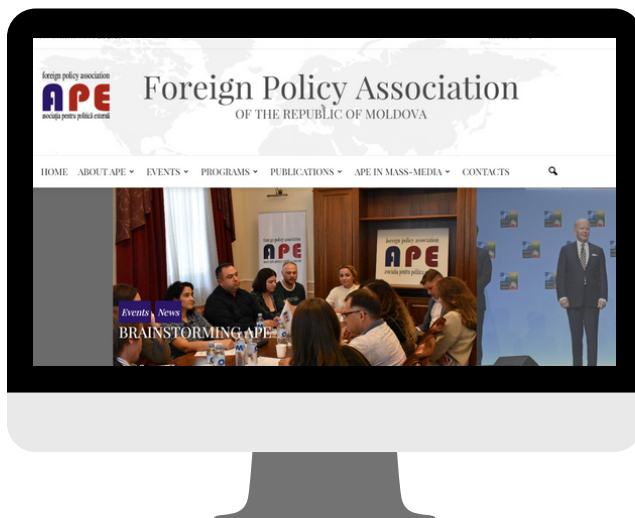 foreign policy association
APE
asociația pentru politică externă
Foreign Policy Association
OF THE REPUBLIC OF MOLDOVA
HOME ABOUT APE EVENTS PROGRAMS PUBLICATIONS APE IN MASS-MEDIA CONTACTS
foreign policy association
APE
foreign policy association
APE
asociația pentru politică
Events News
BRAINSTORMING APE